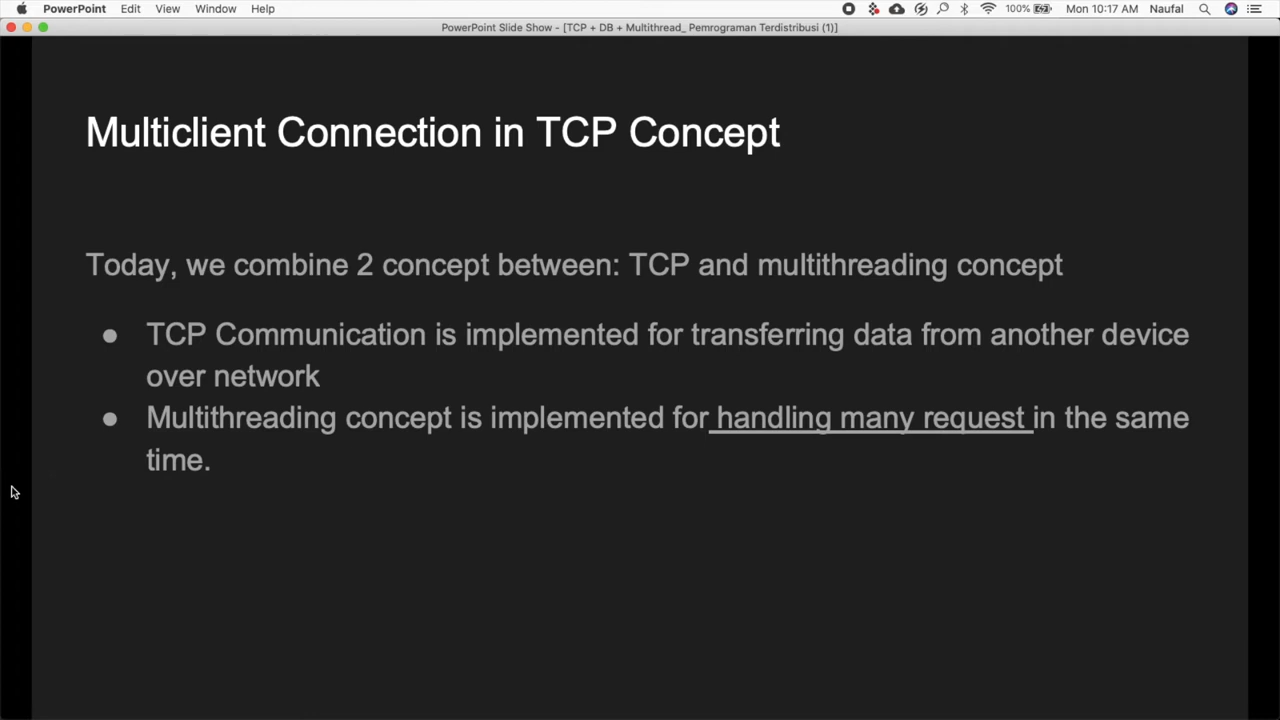 PowerPoint Edit View Window Help 100% Mon 10:17 AM Naufal
PowerPoint Slide Show - [TCP + DB + Multithread_ Pemrograman Terdistribusi (1)]
Multiclient Connection in TCP Concept
Today, we combine 2 concept between: TCP and multithreading concept
● TCP Communication is implemented for transferring data from another device
over network
● Multithreading concept is implemented for handling many request in the same
time.